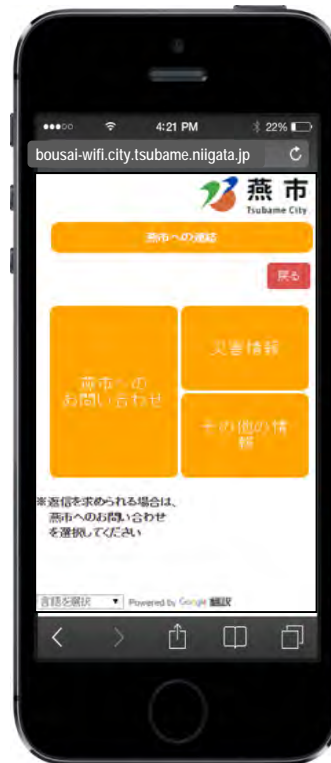 4:21 PM
22%
bousai-wifi.city.tsubame.niigata.jp
燕市
Tsubame City
燕市への連絡
戻る
燕市への
お問い合わせ
災害情報
その他の情
報
※返信を求められる場合は、
燕市へのお問い合わせ
を選択してください
言語を選択
Powered by Google 翻訳